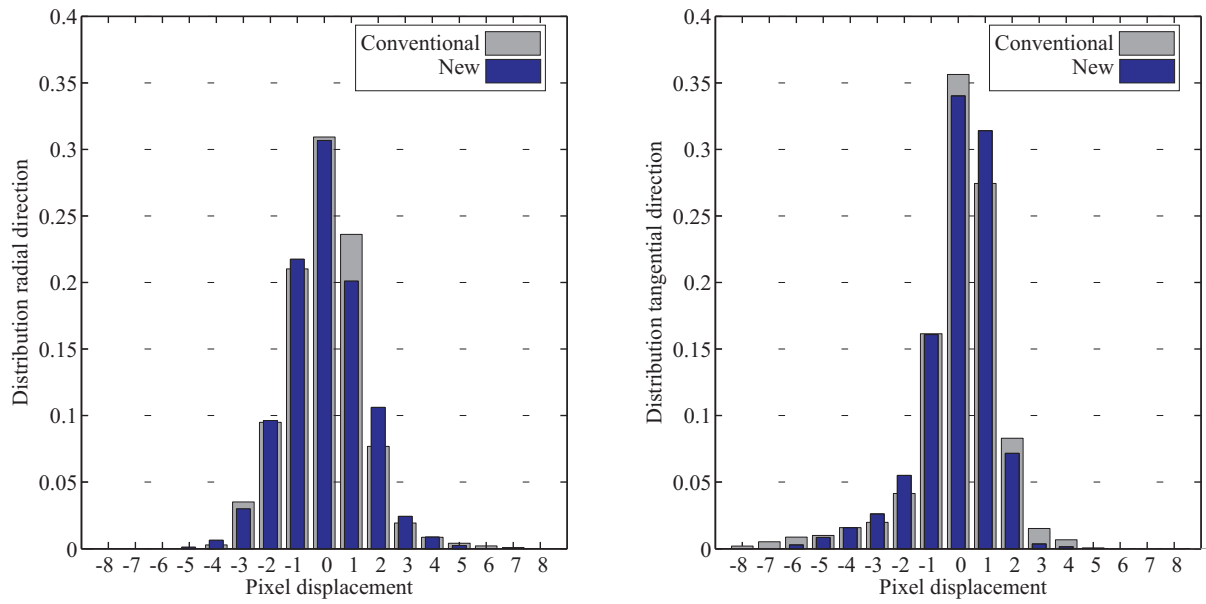 0.4
0.35
0.3
0.25
0.2
0.15
0.1
0.05
0
Distribution radial direction
Conventional
New
-8 -7 -6 -5 -4 -3 -2 -1 0 1 2 3 4 5 6 7 8
Pixel displacement
0.4
0.35
0.3
0.25
0.2
0.15
0.1
0.05
0
Distribution tangential direction
Conventional
New
-8 -7 -6 -5 -4 -3 -2 -1 0 1 2 3 4 5 6 7 8
Pixel displacement